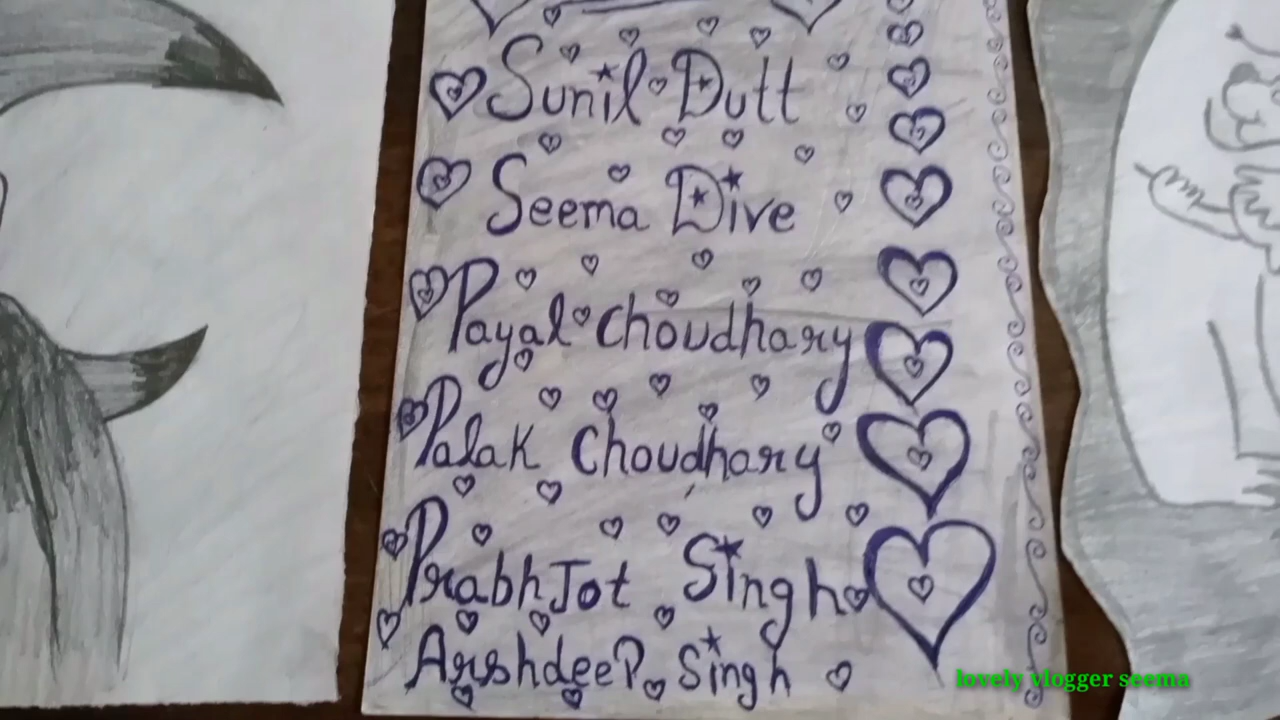 Sunil Dutt
Seema Dive
Payal Choudhary
Palak Choudhary
PrabhJot Singh
ArshdeeP Singh
lovely vlogger seema